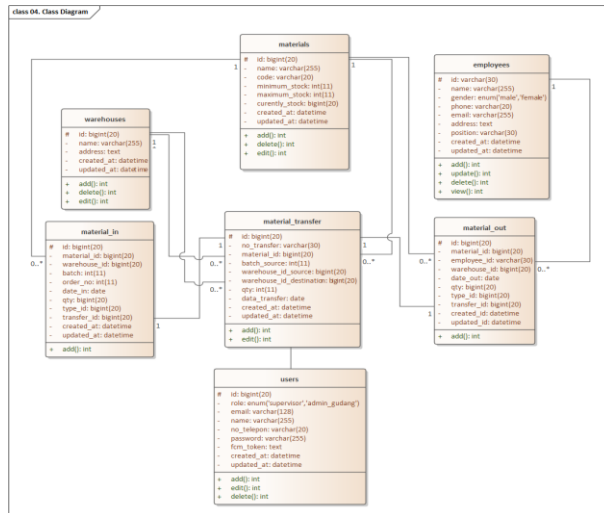 class 04. Class Diagram
materials
# id: bigint(20)
- name: varchar(255)
- code: varchar(20)
- minimum_stock: int(11)
- maximum_stock: int(11)
- curently_stock: bigint(20)
- created_at: datetime
- updated_at: datetime
+ add(): int
+ delete(): int
+ edit(): int
1
1
employees
# id: varchar(30)
- name: varchar(255)
- gender: enum('male','female')
- phone: varchar(20)
- email: varchar(255)
- address: text
- position: varchar(30)
- created_at: datetime
- updated_at: datetime
+ add(): int
+ update(): int
+ delete(): int
+ view(): int
1
warehouses
# id: bigint(20)
- name: varchar(255)
- address: text
- created_at: datetime
- updated_at: datetime
+ add(): int
+ delete(): int
+ edit(): int
1
material_in
# id: bigint(20)
- material_id: bigint(20)
- warehouse_id: bigint(20)
- batch: int(11)
- order_no: int(11)
- date_in: date
- qty: bigint(20)
- type_id: bigint(20)
- transfer_id: bigint(20)
- created_at: datetime
- updated_at: datetime
+ add(): int
0..*
1
material_transfer
# id: bigint(20)
- no_transfer: varchar(30)
- material_id: bigint(20)
- batch_source: int(11)
- warehouse_id_source: bigint(20)
- warehouse_id_destination: bigint(20)
- qty: int(11)
- data_transfer: date
- created_at: datetime
- updated_at: datetime
+ add(): int
+ edit(): int
1
0..*
0..*
1
0..*
material_out
# id: bigint(20)
- material_id: bigint(20)
- employee_id: varchar(30)
- warehouse_id: bigint(20)
- date_out: date
- qty: bigint(20)
- type_id: bigint(20)
- transfer_id: bigint(20)
- created_id: datetime
- updated_id: datetime
+ add(): int
0..*
0..*
1
users
# id: bigint(20)
- role: enum('supervisor','admin_gudang')
- email: varchar(128)
- name: varchar(255)
- no_telepon: varchar(20)
- password: varchar(255)
- fcm_token: text
- created_at: datetime
- updated_at: datetime
+ add(): int
+ edit(): int
+ delete(): int